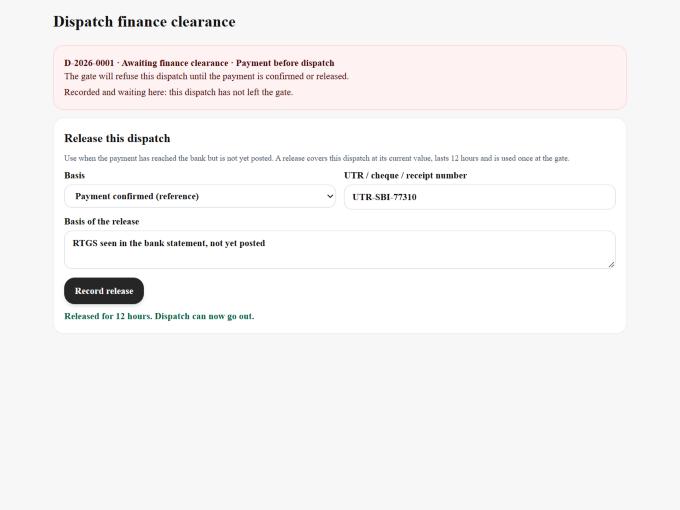 Dispatch finance clearance
D-2026-0001 · Awaiting finance clearance · Payment before dispatch
The gate will refuse this dispatch until the payment is confirmed or released.
Recorded and waiting here: this dispatch has not left the gate.
Release this dispatch
Use when the payment has reached the bank but is not yet posted. A release covers this dispatch at its current value, lasts 12 hours and is used once at the gate.
Basis
UTR / cheque / receipt number
Payment confirmed (reference)
UTR-SBI-77310
Basis of the release
RTGS seen in the bank statement, not yet posted
Record release
Released for 12 hours. Dispatch can now go out.